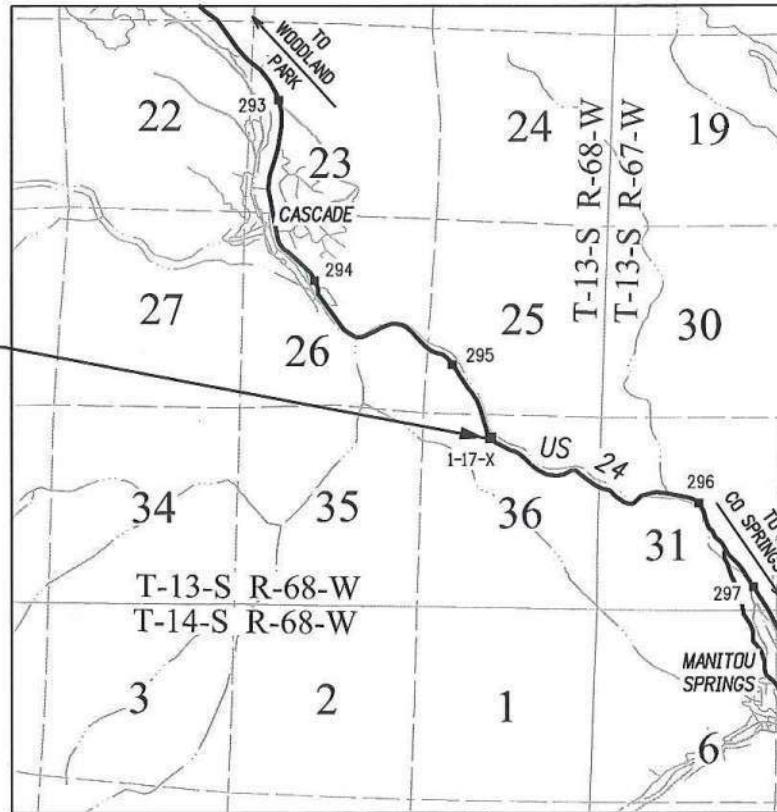 TO
WOODLAND
PARK
293
22
23
24
19
T-13-S R-68-W
T-13-S R-67-W
CASCADE
294
27
26
25
30
295
1-17-X
US 24
296
TO
CO SPRINGS
34
35
36
31
297
T-13-S R-68-W
T-14-S R-68-W
MANITOU
SPRINGS
3
2
1
6